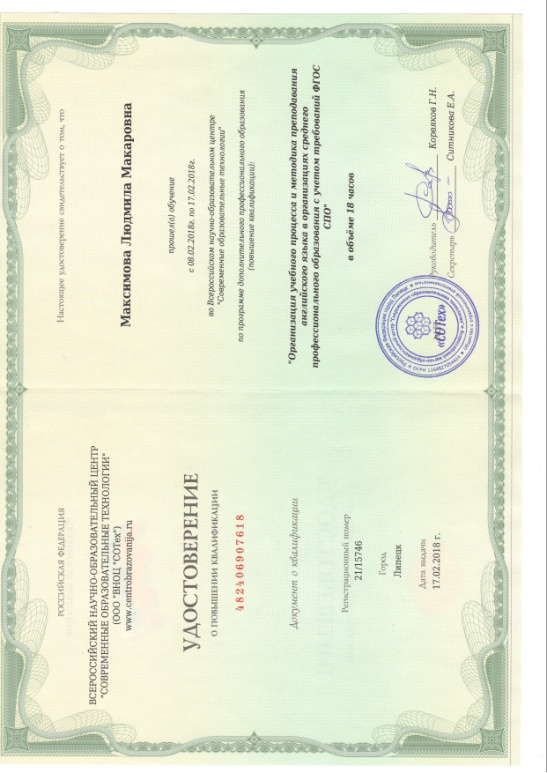 РОССИЙСКАЯ ФЕДЕРАЦИЯ
ВСЕРОССИЙСКИЙ НАУЧНО-ОБРАЗОВАТЕЛЬНЫЙ ЦЕНТР
"СОВРЕМЕННЫЕ ОБРАЗОВАТЕЛЬНЫЕ ТЕХНОЛОГИИ"
(ООО "ВНОЦ "СОТех")
www.centrobrazovanija.ru
УДОСТОВЕРЕНИЕ
О ПОВЫШЕНИИ КВАЛИФИКАЦИИ
482406907618
Документ о квалификации
Регистрационный номер
21/15746
Город
Липецк
Дата выдачи
17.02.2018 г.
Настоящее удостоверение свидетельствует о том, что
Максимова Людмила Макаровна
прошел(а) обучение
с 08.02.2018г. по 17.02.2018г.
во Всероссийском научно-образовательном центре
"Современные образовательные технологии"
по программе дополнительного профессионального образования
(повышение квалификации):
"Организация учебного процесса и методика преподавания
английского языка в организациях среднего
профессионального образования с учетом требований ФГОС
СПО"
в объёме 18 часов
Руководитель Корвяков Г.Н.
Секретарь Ситникова Е.А.
«СОТех»